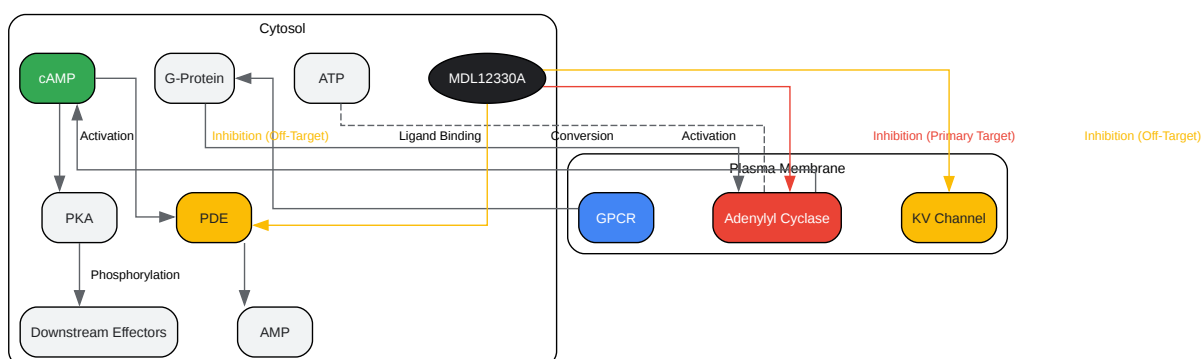 Cytosol
cAMP
G-Protein
ATP
MDL12330A
Activation
Inhibition (Off-Target)
Ligand Binding
Conversion
Activation
Inhibition (Primary Target)
Inhibition (Off-Target)
Plasma Membrane
PKA
PDE
GPCR
Adenylyl Cyclase
KV Channel
Phosphorylation
Downstream Effectors
AMP